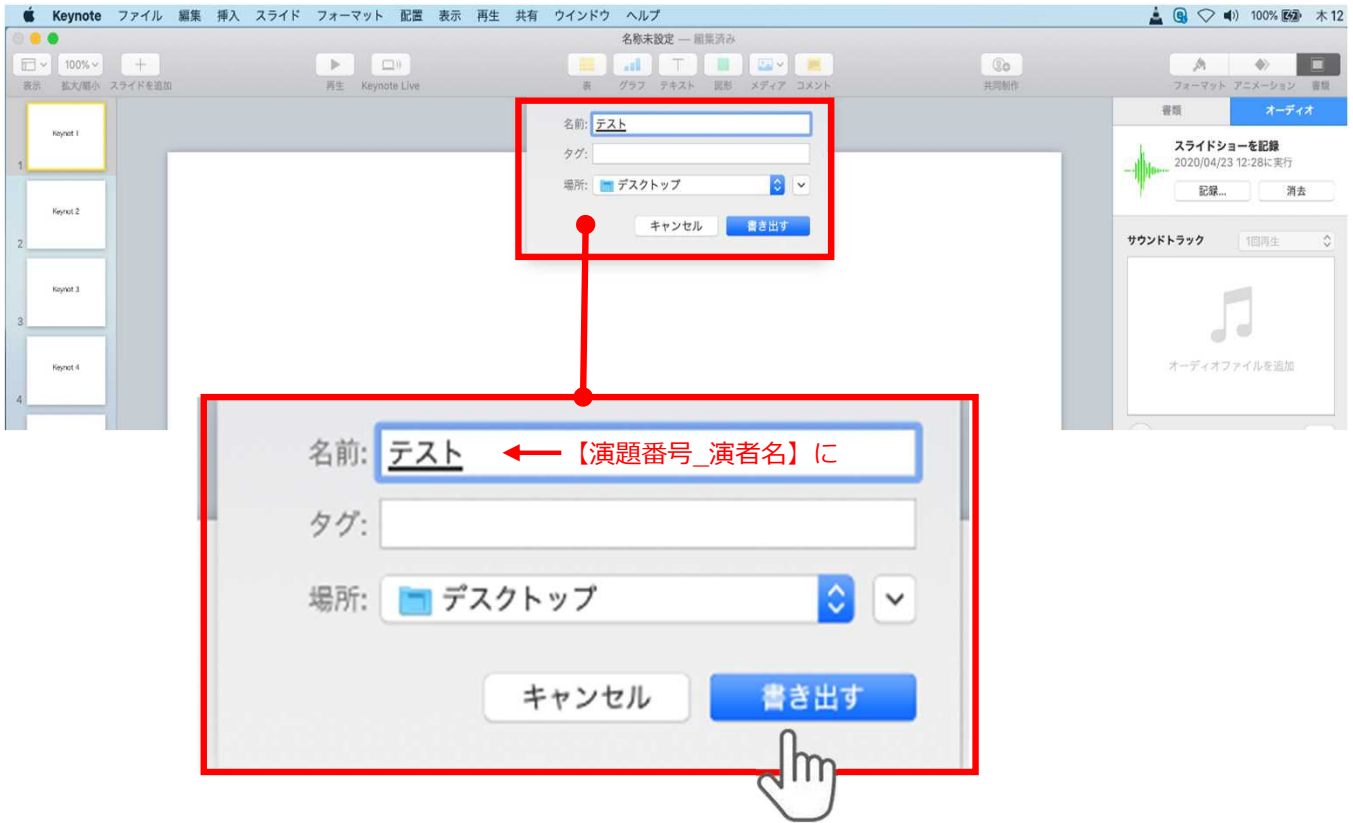 Keynote ファイル 編集 挿入 スライド フォーマット 配置 表示 再生 共有 ウインドウ ヘルプ 100% 木 12
名称未設定 — 編集済み
100%
表示 拡大/縮小 スライドを追加 再生 Keynote Live 表 グラフ テキスト 図形 メディア コメント 共同制作 フォーマット アニメーション 書類
書類 オーディオ
スライドショーを記録
2020/04/23 12:28に実行
記録... 消去
サウンドトラック 1回再生
オーディオファイルを追加
Keynot 1
1
Keynot 2
2
Keynot 3
3
Keynot 4
4
名前: テスト
タグ:
場所: デスクトップ
キャンセル 書き出す
名前: テスト 【演題番号_演者名】に
タグ:
場所: デスクトップ
キャンセル 書き出す